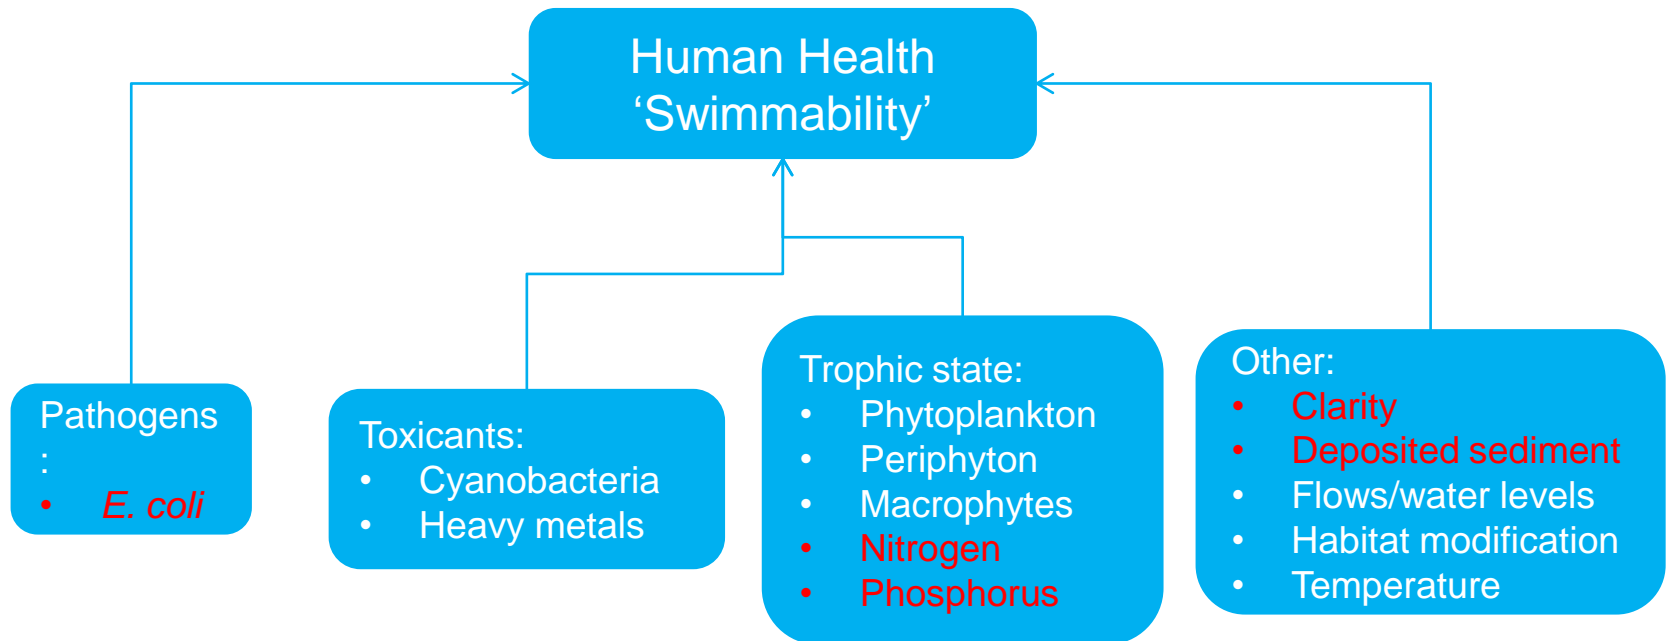 Human Health
‘Swimmability’
Pathogens
:
• E. coli
Toxicants:
• Cyanobacteria
• Heavy metals
Trophic state:
• Phytoplankton
• Periphyton
• Macrophytes
• Nitrogen
• Phosphorus
Other:
• Clarity
• Deposited sediment
• Flows/water levels
• Habitat modification
• Temperature